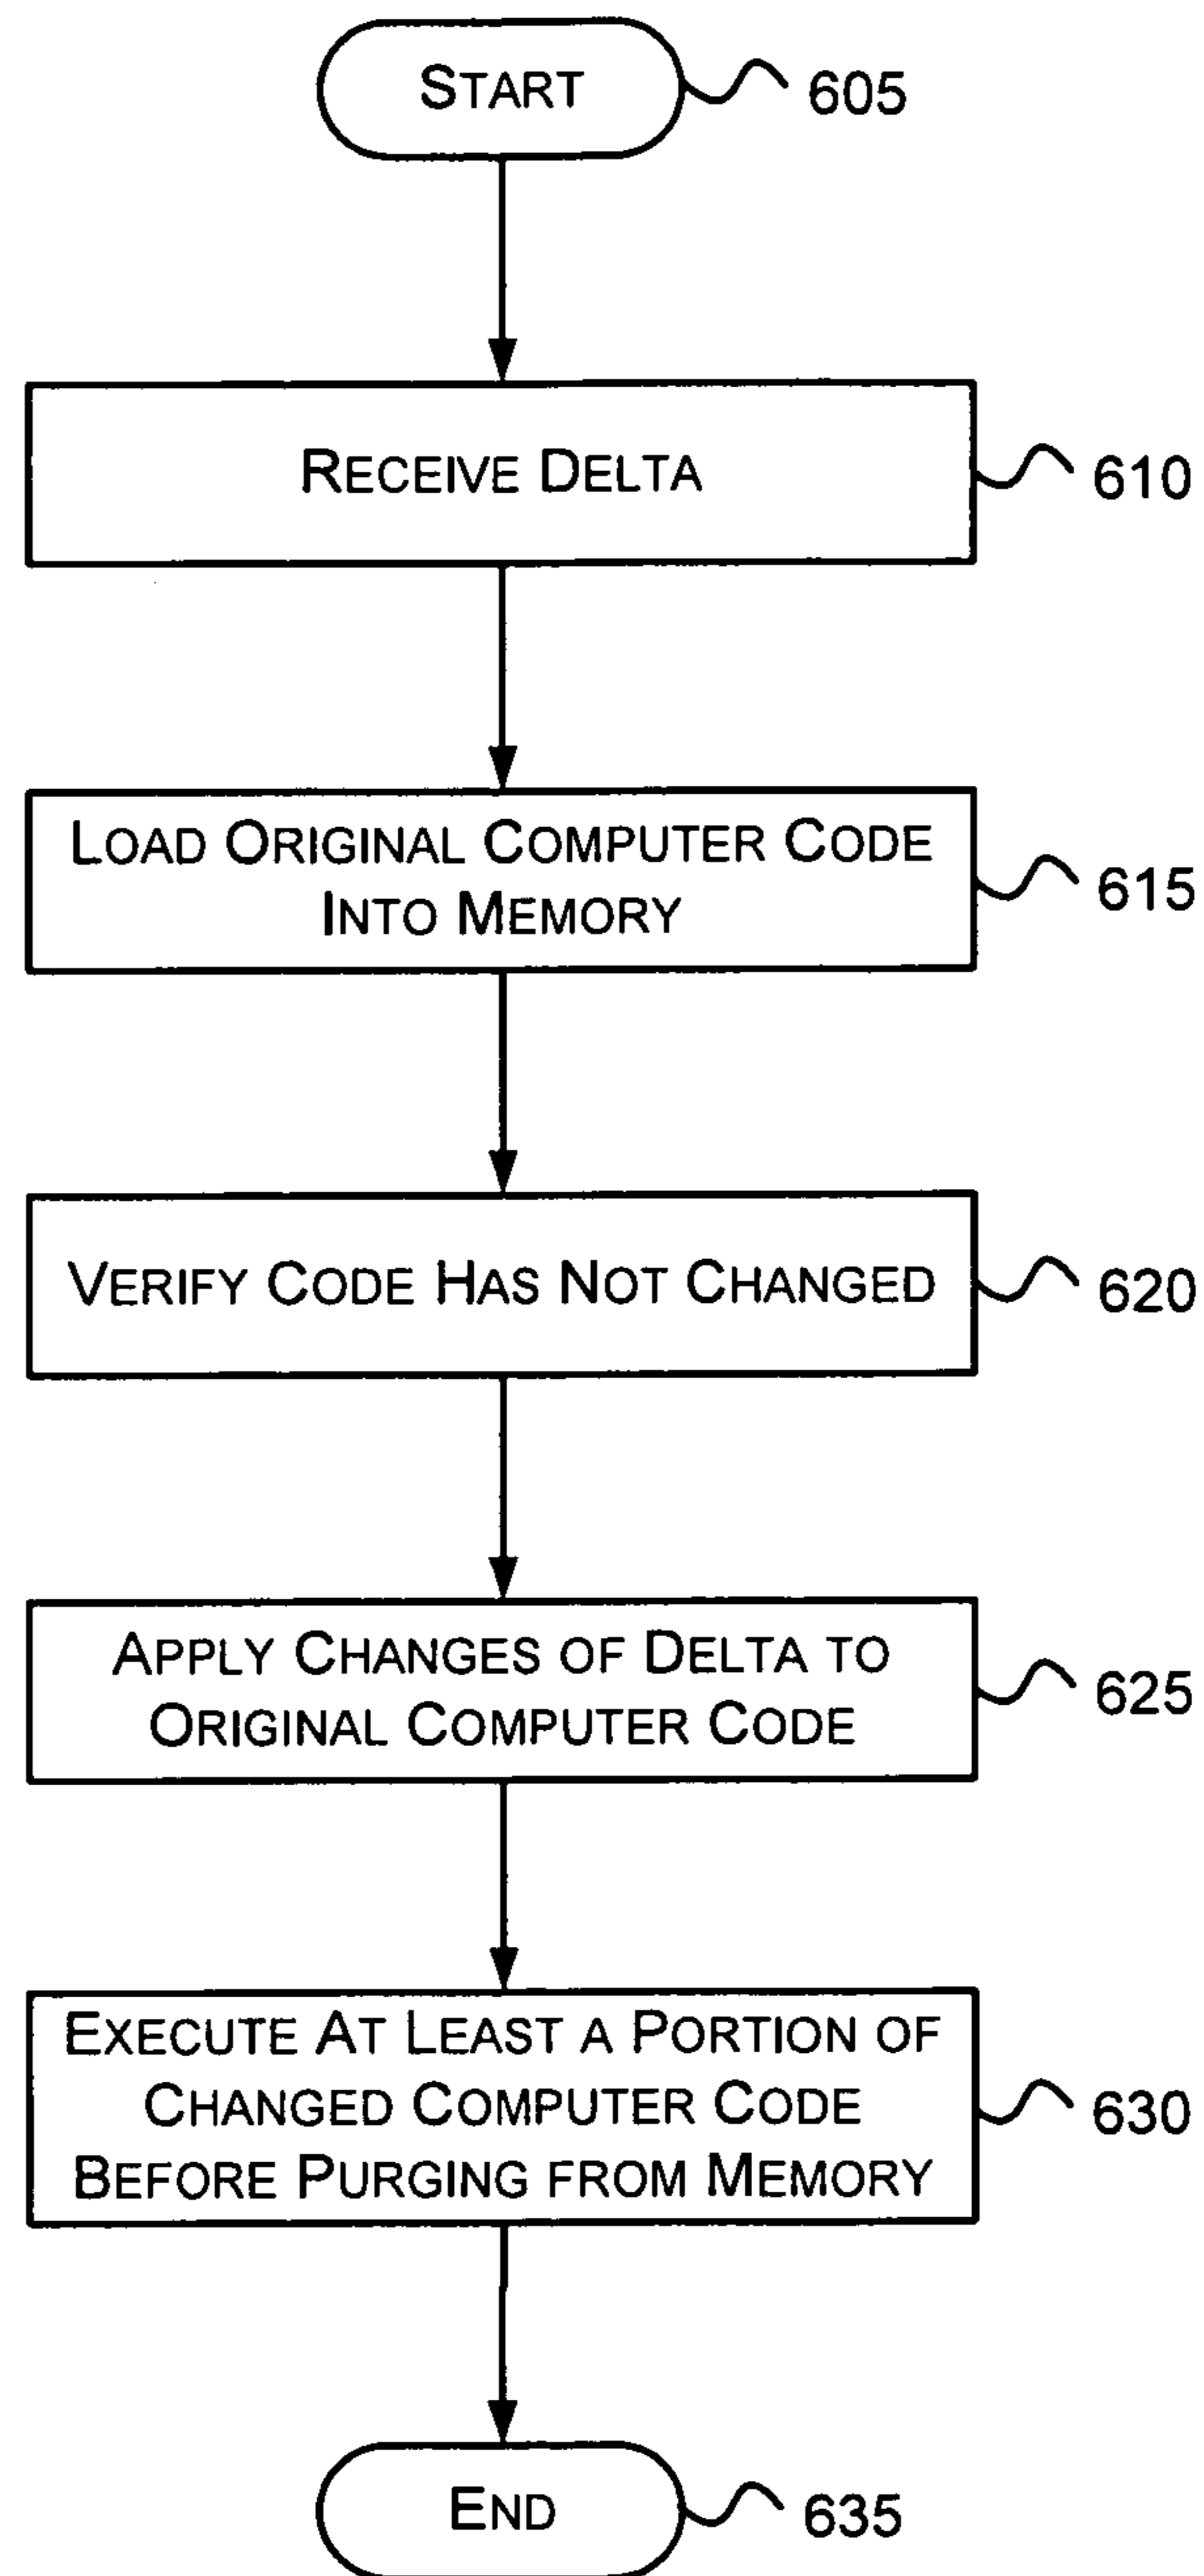 START
605
RECEIVE DELTA
610
LOAD ORIGINAL COMPUTER CODE
INTO MEMORY
615
VERIFY CODE HAS NOT CHANGED
620
APPLY CHANGES OF DELTA TO
ORIGINAL COMPUTER CODE
625
EXECUTE AT LEAST A PORTION OF
CHANGED COMPUTER CODE
BEFORE PURGING FROM MEMORY
630
END
635